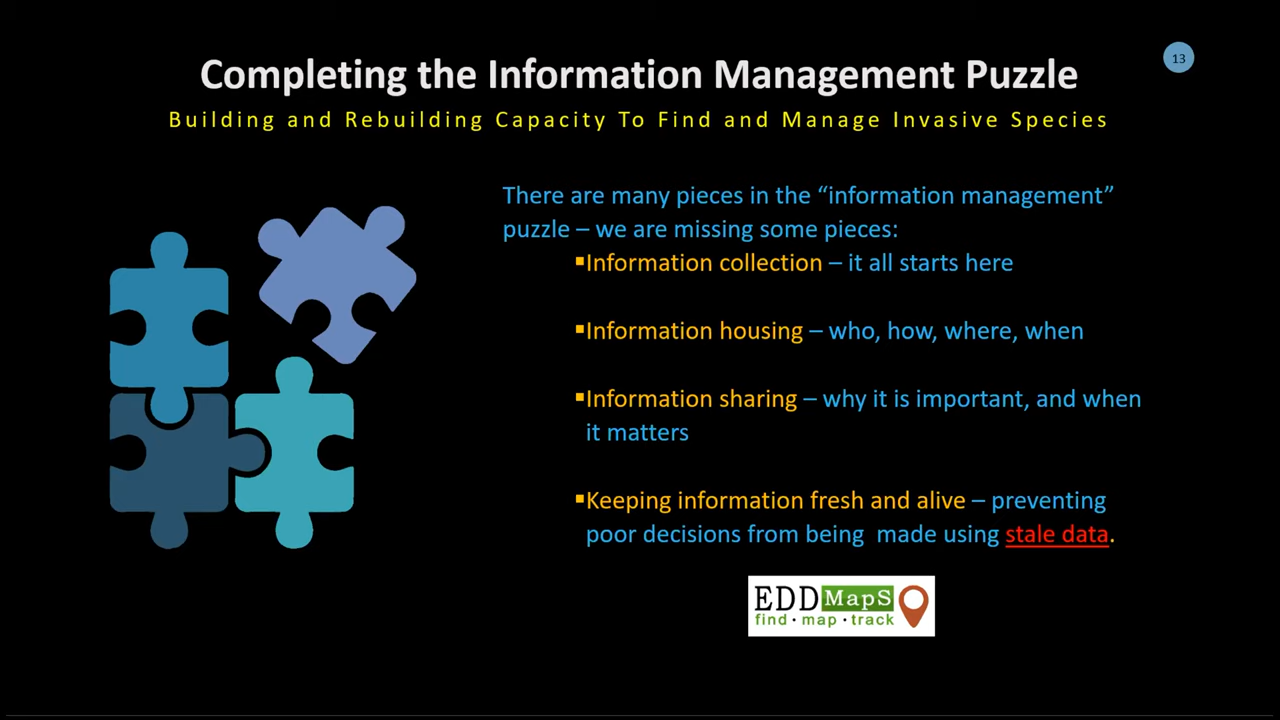 Completing the Information Management Puzzle
13
Building and Rebuilding Capacity To Find and Manage Invasive Species
There are many pieces in the “information management”
puzzle – we are missing some pieces:
▪Information collection – it all starts here
▪Information housing – who, how, where, when
▪Information sharing – why it is important, and when
it matters
▪Keeping information fresh and alive – preventing
poor decisions from being  made using stale data.
EDDMapS
find · map · track